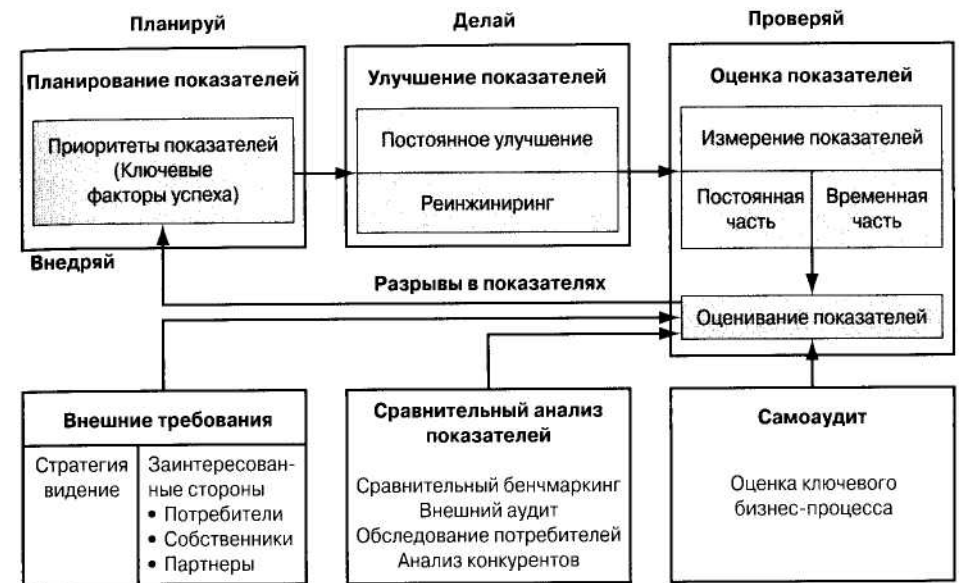 Планируй
Делай
Проверяй
Планирование показателей
Приоритеты показателей
(Ключевые
факторы успеха)
Улучшение показателей
Постоянное улучшение
Реинжиниринг
Оценка показателей
Измерение показателей
Постоянная
часть
Временная
часть
Внедряй
Разрывы в показателях
Оценивание показателей
Внешние требования
Стратегия
видение
Заинтересован-
ные стороны
• Потребители
• Собственники
• Партнеры
Сравнительный анализ
показателей
Сравнительный бенчмаркинг
Внешний аудит
Обследование потребителей
Анализ конкурентов
Самоаудит
Оценка ключевого
бизнес-процесса